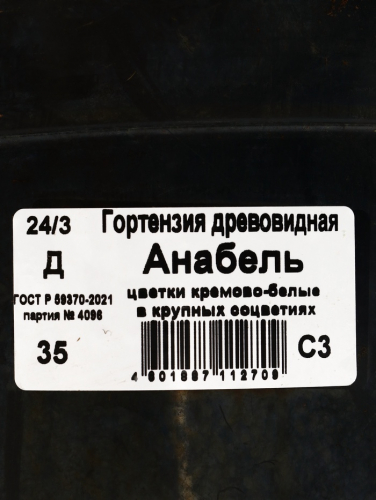 24/3 Гортензия древовидная
Д Анабель
цветки кремово-белые
ГОСТ Р 59370-2021
в крупных соцветиях
партия № 4096
35
С3
4 601887 112709